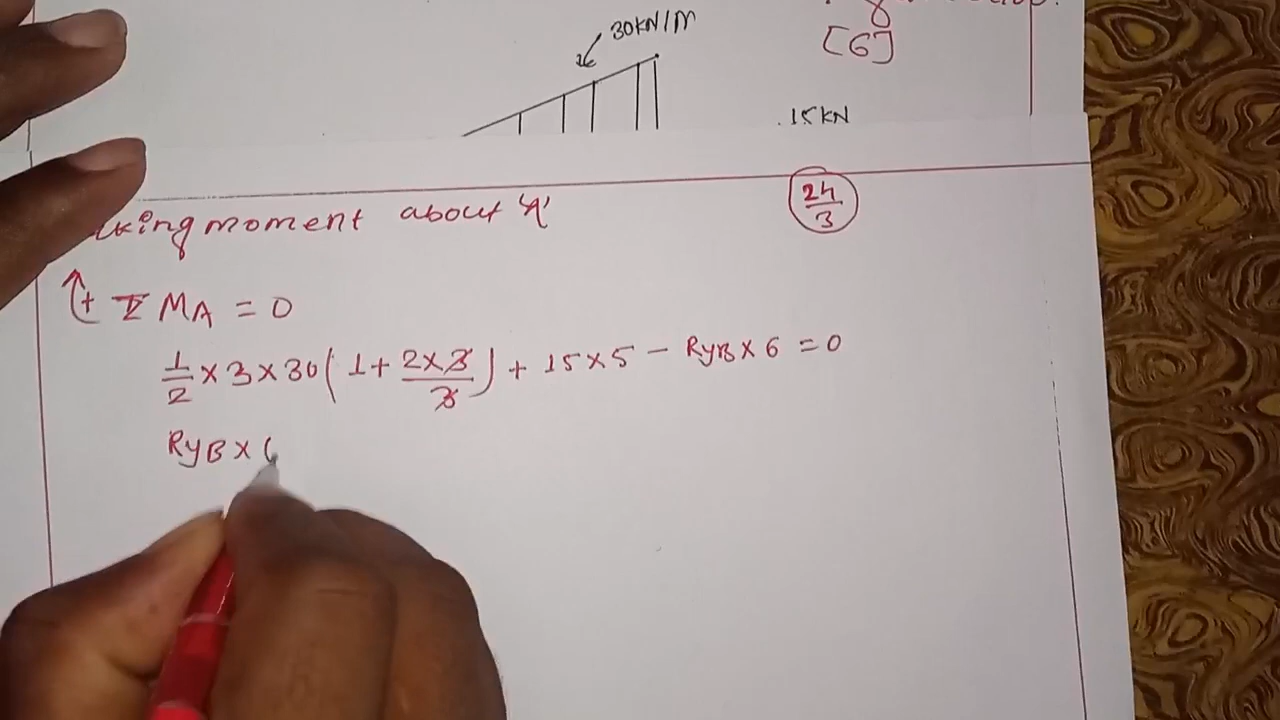 30KN/M
[6]
15KN
moment about 'A'
2h/3
+ Σ MA = 0
1/2 × 3 × 30 ( 1 + 2×3/3 ) + 15 × 5 − RyB × 6 = 0
RyB × 6